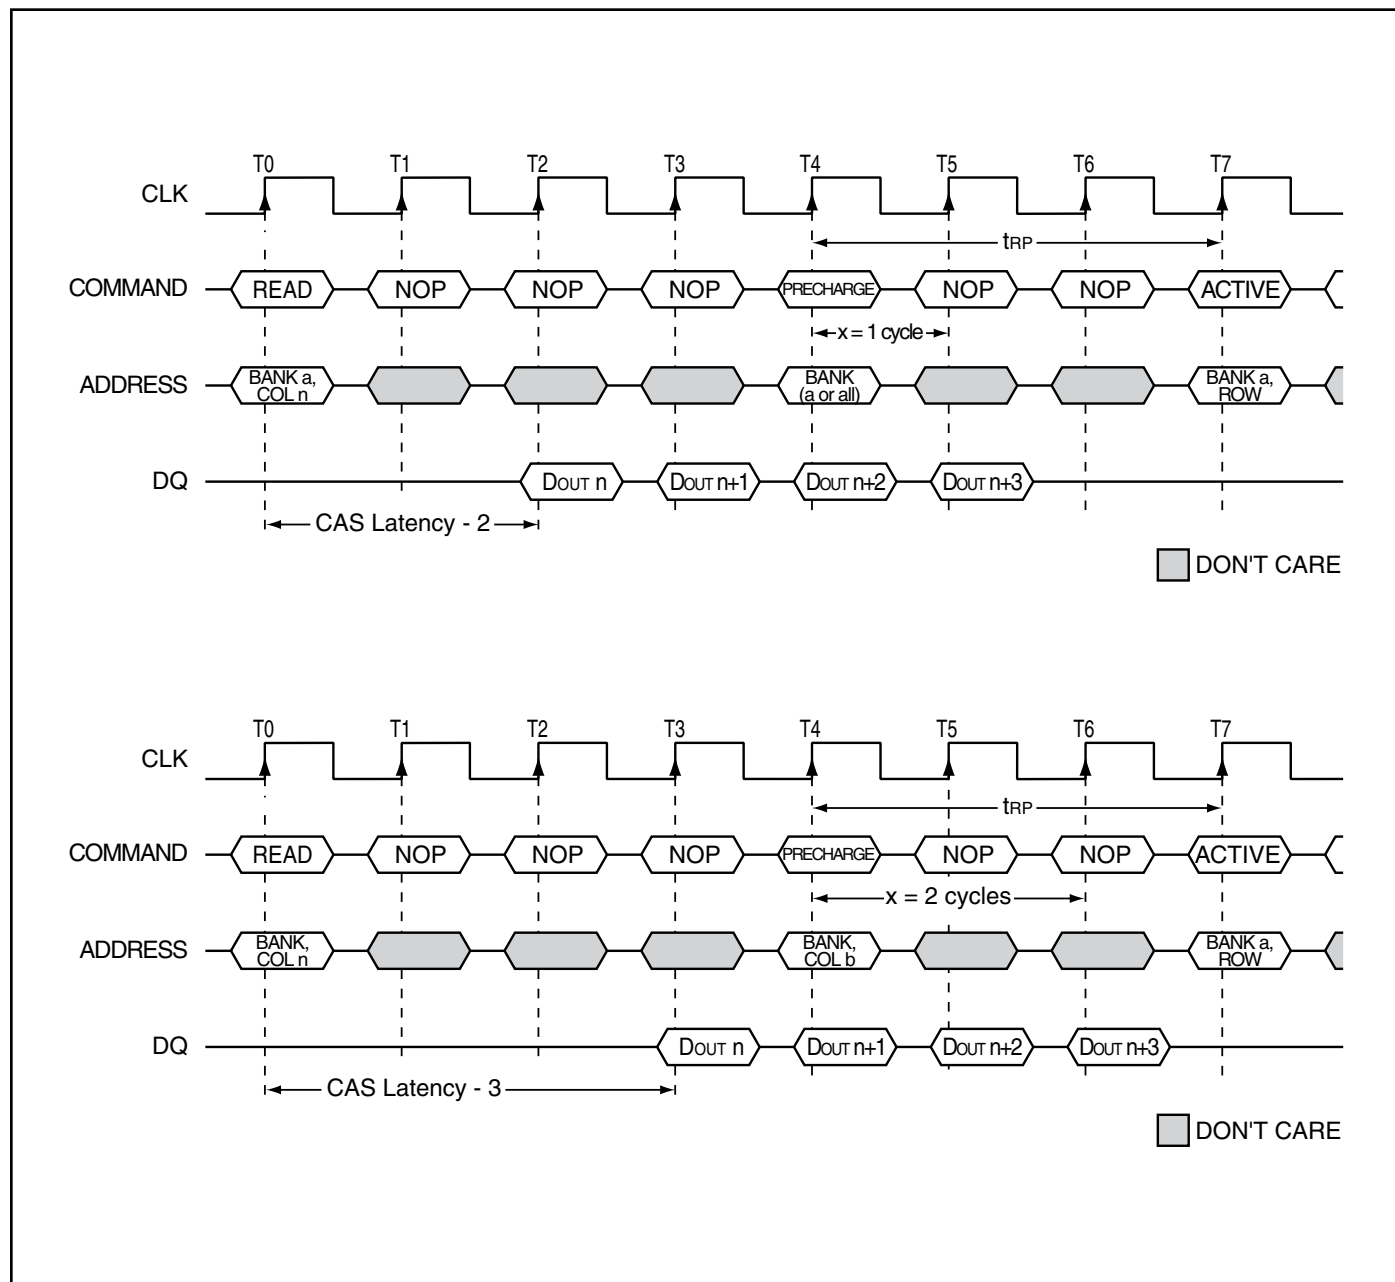 T0 T1 T2 T3 T4 T5 T6 T7
CLK
tRP
COMMAND READ NOP NOP NOP PRECHARGE NOP NOP ACTIVE
x = 1 cycle
ADDRESS BANK a, COL n BANK (a or all) BANK a, ROW
DQ DOUT n DOUT n+1 DOUT n+2 DOUT n+3
CAS Latency - 2
DON'T CARE
T0 T1 T2 T3 T4 T5 T6 T7
CLK
tRP
COMMAND READ NOP NOP NOP PRECHARGE NOP NOP ACTIVE
x = 2 cycles
ADDRESS BANK, COL n BANK, COL b BANK a, ROW
DQ DOUT n DOUT n+1 DOUT n+2 DOUT n+3
CAS Latency - 3
DON'T CARE